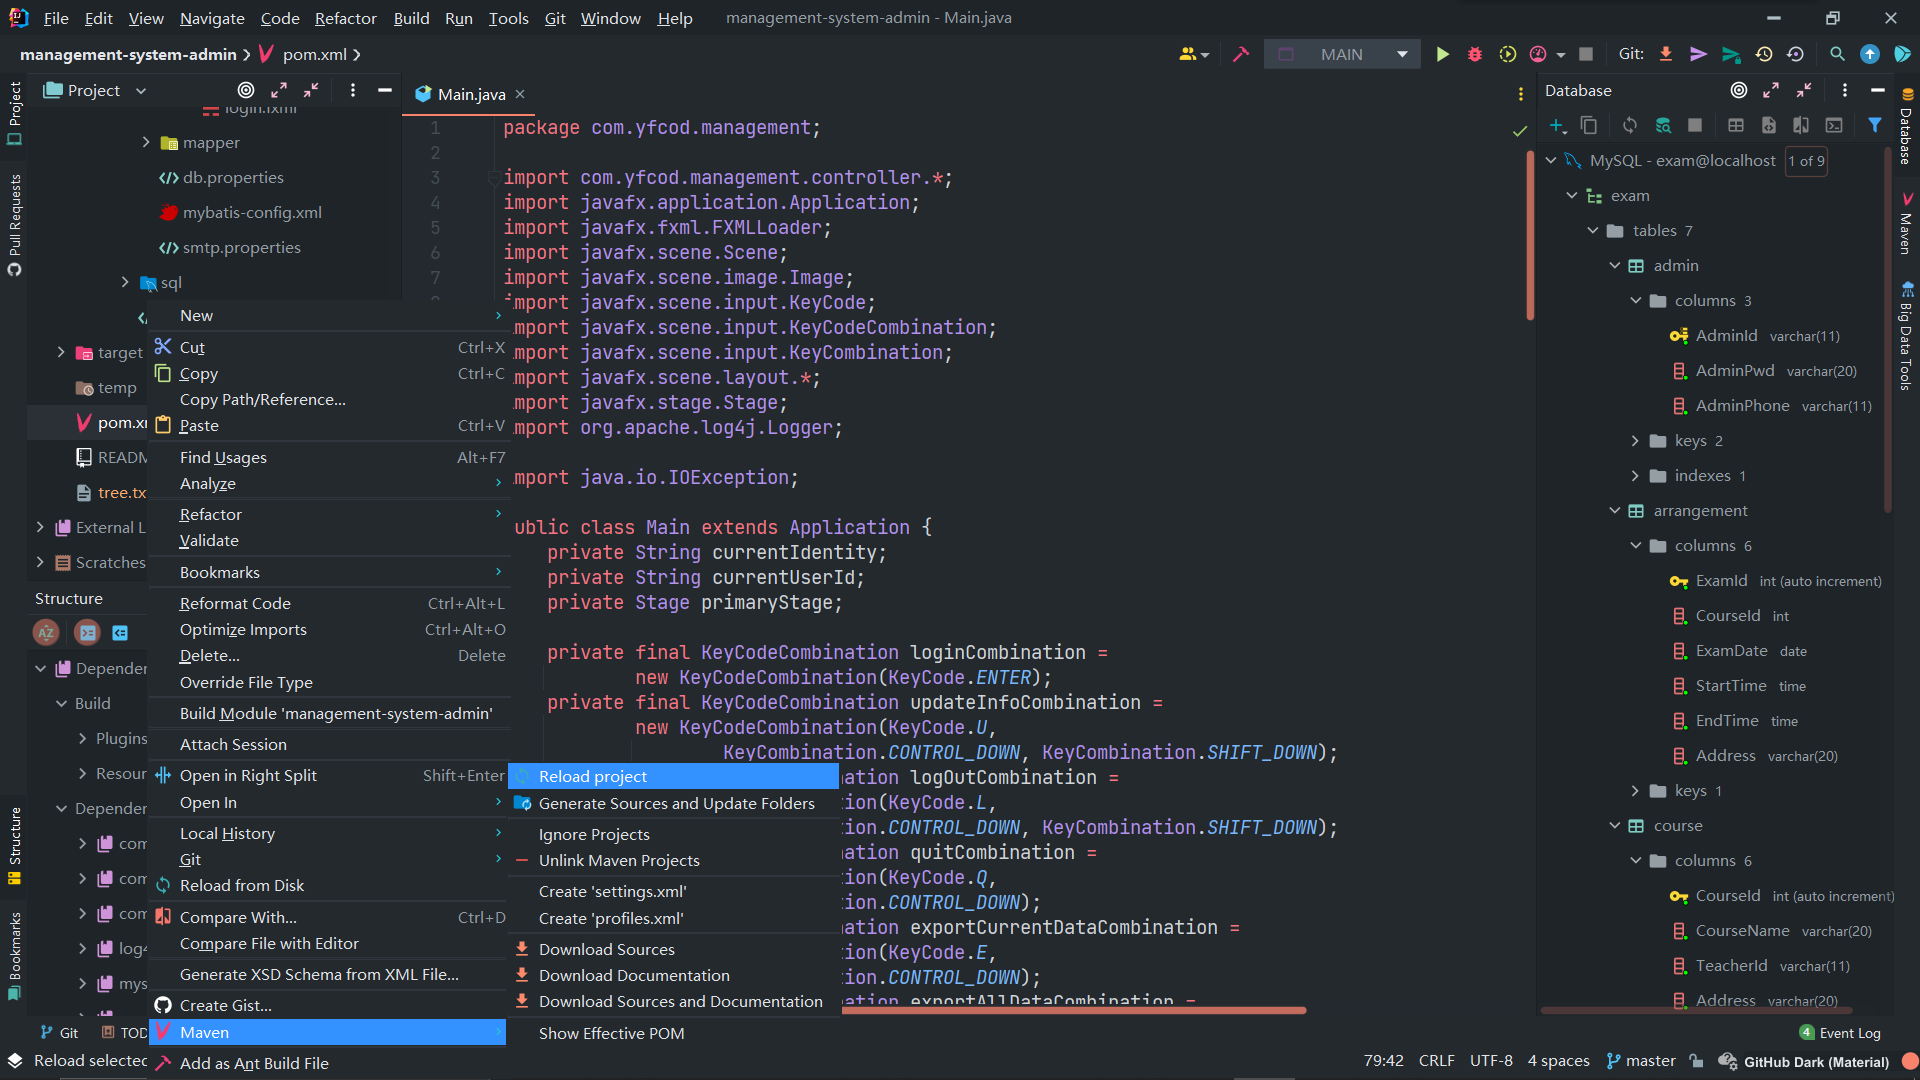 File Edit View Navigate Code Refactor Build Run Tools Git Window Help management-system-admin - Main.java
management-system-admin pom.xml MAIN Git:
Project
login.fxml
mapper
db.properties
mybatis-config.xml
smtp.properties
sql
target
temp
pom.xm
READM
tree.tx
External L
Scratches
Structure
Depender
Build
Plugins
Resour
Depender
com
com
com
log4
mys
Project
Pull Requests
Structure
Bookmarks
New
Cut Ctrl+X
Copy Ctrl+C
Copy Path/Reference...
Paste Ctrl+V
Find Usages Alt+F7
Analyze
Refactor
Validate
Bookmarks
Reformat Code Ctrl+Alt+L
Optimize Imports Ctrl+Alt+O
Delete... Delete
Override File Type
Build Module 'management-system-admin'
Attach Session
Open in Right Split Shift+Enter
Open In
Local History
Git
Reload from Disk
Compare With... Ctrl+D
Compare File with Editor
Generate XSD Schema from XML File...
Create Gist...
Maven
Add as Ant Build File
Reload project
Generate Sources and Update Folders
Ignore Projects
Unlink Maven Projects
Create 'settings.xml'
Create 'profiles.xml'
Download Sources
Download Documentation
Download Sources and Documentation
Show Effective POM
Main.java
1 package com.yfcod.management;
2
3 import com.yfcod.management.controller.*;
4 import javafx.application.Application;
5 import javafx.fxml.FXMLLoader;
6 import javafx.scene.Scene;
7 import javafx.scene.image.Image;
import javafx.scene.input.KeyCode;
mport javafx.scene.input.KeyCodeCombination;
mport javafx.scene.input.KeyCombination;
mport javafx.scene.layout.*;
mport javafx.stage.Stage;
mport org.apache.log4j.Logger;
mport java.io.IOException;
ublic class Main extends Application {
private String currentIdentity;
private String currentUserId;
private Stage primaryStage;
private final KeyCodeCombination loginCombination =
new KeyCodeCombination(KeyCode.ENTER);
private final KeyCodeCombination updateInfoCombination =
new KeyCodeCombination(KeyCode.U,
KeyCombination.CONTROL_DOWN, KeyCombination.SHIFT_DOWN);
ation logOutCombination =
ion(KeyCode.L,
ion.CONTROL_DOWN, KeyCombination.SHIFT_DOWN);
ation quitCombination =
ion(KeyCode.Q,
ion.CONTROL_DOWN);
ation exportCurrentDataCombination =
ion(KeyCode.E,
ion.CONTROL_DOWN);
ation exportAllDataCombination =
Database
MySQL - exam@localhost 1 of 9
exam
tables 7
admin
columns 3
AdminId varchar(11)
AdminPwd varchar(20)
AdminPhone varchar(11)
keys 2
indexes 1
arrangement
columns 6
ExamId int (auto increment)
CourseId int
ExamDate date
StartTime time
EndTime time
Address varchar(20)
keys 1
course
columns 6
CourseId int (auto increment)
CourseName varchar(20)
TeacherId varchar(11)
Address varchar(20)
Database
Maven
Big Data Tools
Git TOD 4 Event Log
Reload selected 79:42 CRLF UTF-8 4 spaces master GitHub Dark (Material)